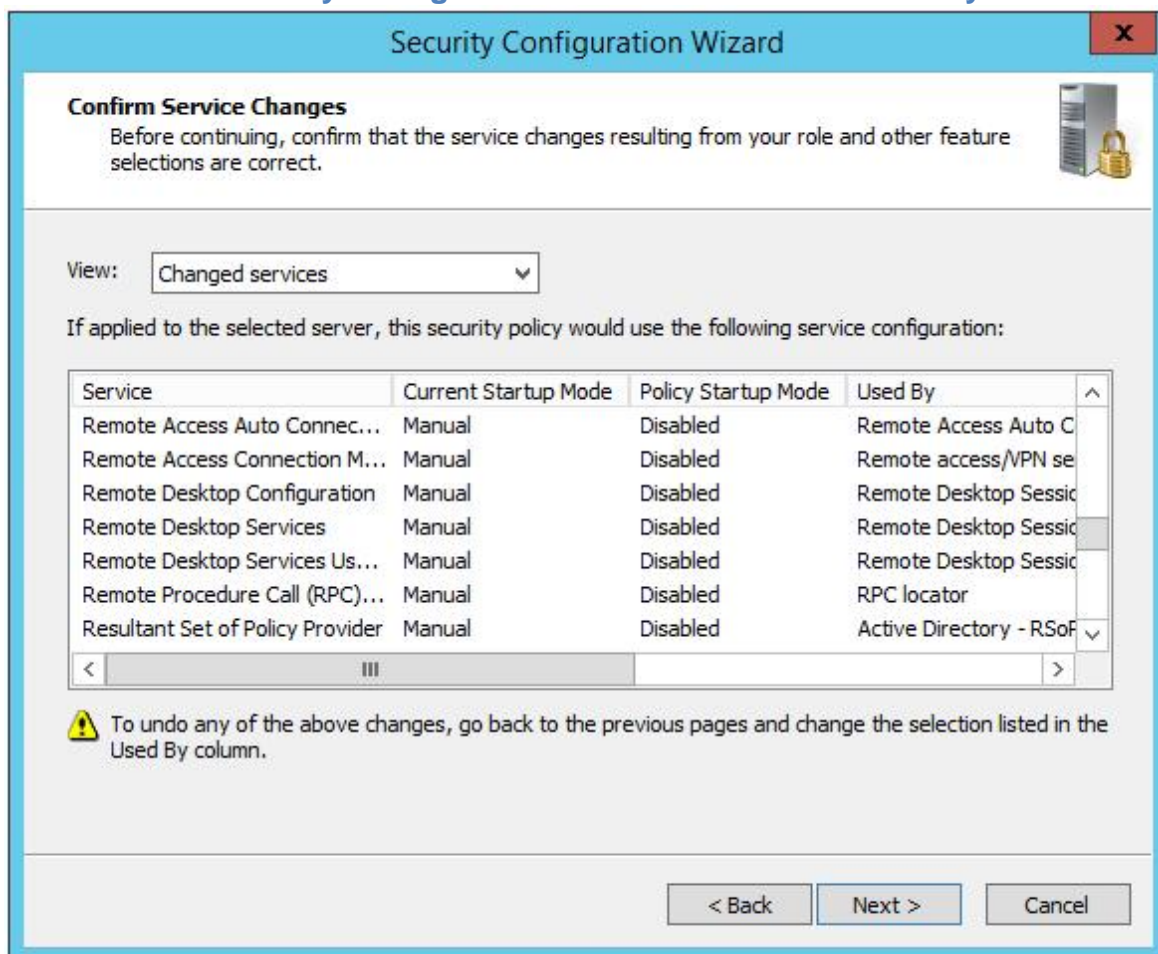 Security Configuration Wizard
x
Confirm Service Changes
Before continuing, confirm that the service changes resulting from your role and other feature
selections are correct.
View: Changed services
If applied to the selected server, this security policy would use the following service configuration:
Service Current Startup Mode Policy Startup Mode Used By
Remote Access Auto Connec... Manual Disabled Remote Access Auto C
Remote Access Connection M... Manual Disabled Remote access/VPN se
Remote Desktop Configuration Manual Disabled Remote Desktop Sessio
Remote Desktop Services Manual Disabled Remote Desktop Sessio
Remote Desktop Services Us... Manual Disabled Remote Desktop Sessio
Remote Procedure Call (RPC)... Manual Disabled RPC locator
Resultant Set of Policy Provider Manual Disabled Active Directory - RSoP
To undo any of the above changes, go back to the previous pages and change the selection listed in the
Used By column.
< Back Next > Cancel